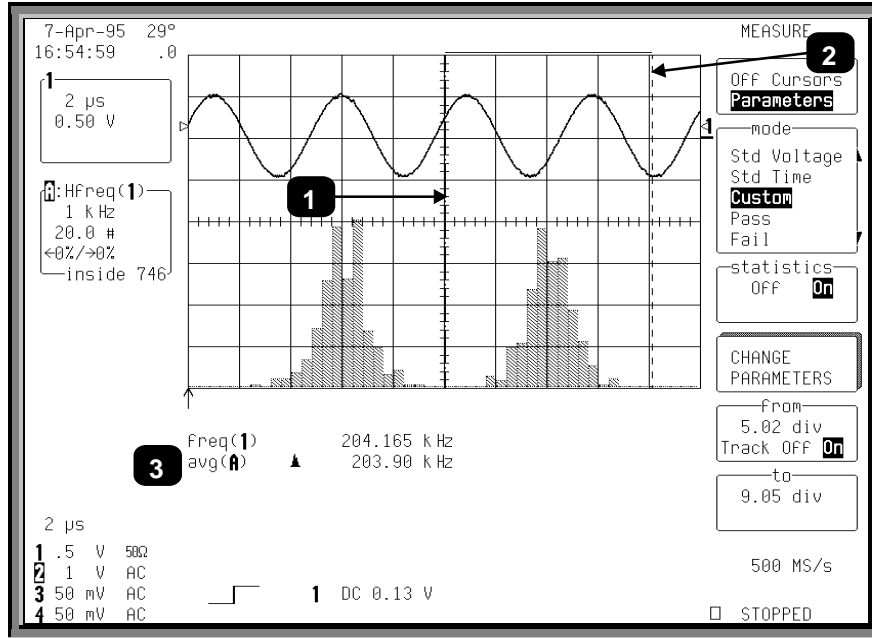 7-Apr-95 29°
16:54:59 .0
1
2 µs
0.50 V
A:Hfreq(1)
1 kHz
20.0 #
←0%/→0%
inside 746
1
2
3
1
freq(1) 204.165 kHz
avg(A) 203.90 kHz
2 µs
1 .5 V 50Ω
2 1 V AC
3 50 mV AC
4 50 mV AC
1 DC 0.13 V
MEASURE
Off Cursors
Parameters
mode
Std Voltage
Std Time
Custom
Pass
Fail
statistics
Off On
CHANGE
PARAMETERS
from
5.02 div
Track Off On
to
9.05 div
500 MS/s
□ STOPPED